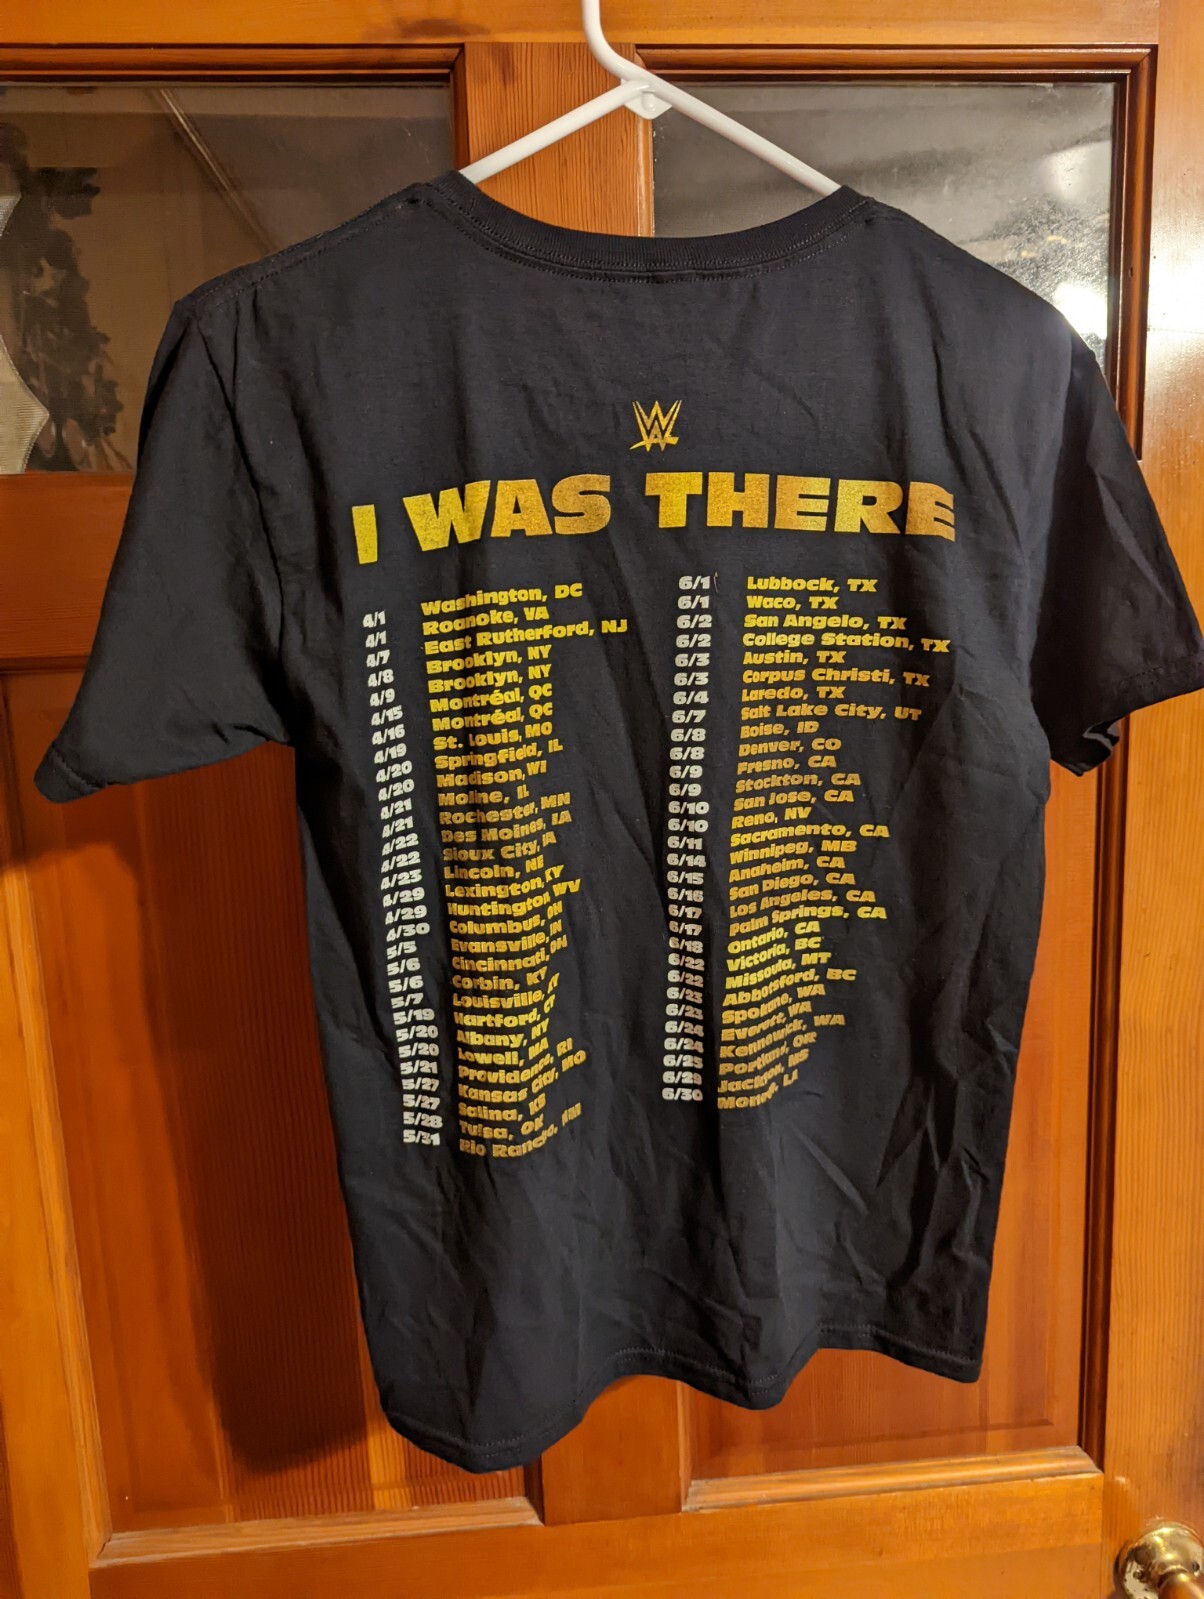 W
I WAS THERE
4/1 Washington, DC
4/1 Roanoke, VA
4/7 East Rutherford, NJ
4/8 Brooklyn, NY
4/9 Brooklyn, NY
4/15 Montréal, QC
4/16 Montréal, QC
4/19 St. Louis, MO
4/20 Springfield, IL
4/20 Madison, WI
4/21 Moline, IL
4/21 Rochester, MN
4/22 Des Moines, IA
4/22 Sioux City, IA
4/23 Lincoln, NE
4/29 Lexington, KY
4/29 Huntington WV
4/30 Columbus, OH
5/5 Evansville, IN
5/6 Cincinnati, OH
5/6 Corbin, KY
5/7 Louisville, KY
5/19 Hartford, CT
5/20 Albany, NY
5/20 Lowell, MA
5/21 Providence, RI
5/27 Kansas City, MO
5/27 Salina, KS
5/28 Tulsa, OK
5/31 Rio Rancho, NM
6/1 Lubbock, TX
6/1 Waco, TX
6/2 San Angelo, TX
6/2 College Station, TX
6/3 Austin, TX
6/3 Corpus Christi, TX
6/4 Laredo, TX
6/7 Salt Lake City, UT
6/8 Boise, ID
6/8 Denver, CO
6/9 Fresno, CA
6/9 Stockton, CA
6/10 San Jose, CA
6/10 Reno, NV
6/11 Sacramento, CA
6/14 Winnipeg, MB
6/15 Anaheim, CA
6/16 San Diego, CA
6/17 Los Angeles, CA
6/17 Palm Springs, CA
6/18 Ontario, CA
6/22 Victoria, BC
6/22 Missoula, MT
6/23 Abbotsford, BC
6/23 Spokane, WA
6/24 Everett, WA
6/24 Kennewick, WA
6/25 Portland, OR
6/29 Jackson, MS
6/30 Monroe, LA